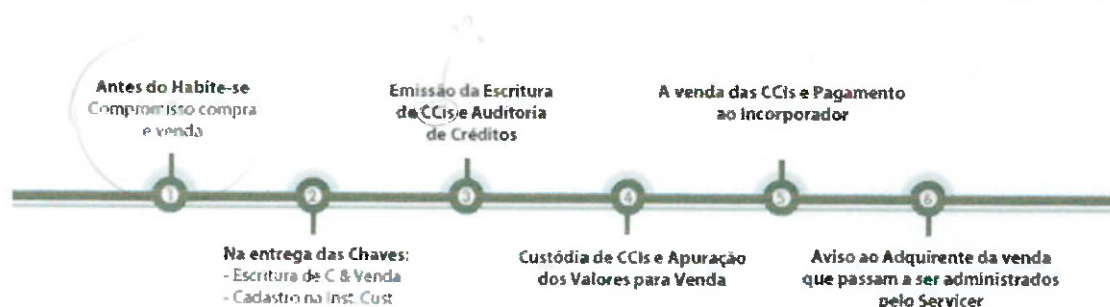 Antes do Habite-se
Compromisso compra
e venda
Emissão da Escritura
de CCIs e Auditoria
de Créditos
A venda das CCIs e Pagamento
ao Incorporador
1
2
3
4
5
6
Na entrega das Chaves:
- Escritura de C & Venda
- Cadastro na Inst. Cust
Custódia de CCIs e Apuração
dos Valores para Venda
Aviso ao Adquirente da venda
que passam a ser administrados
pelo Servicer